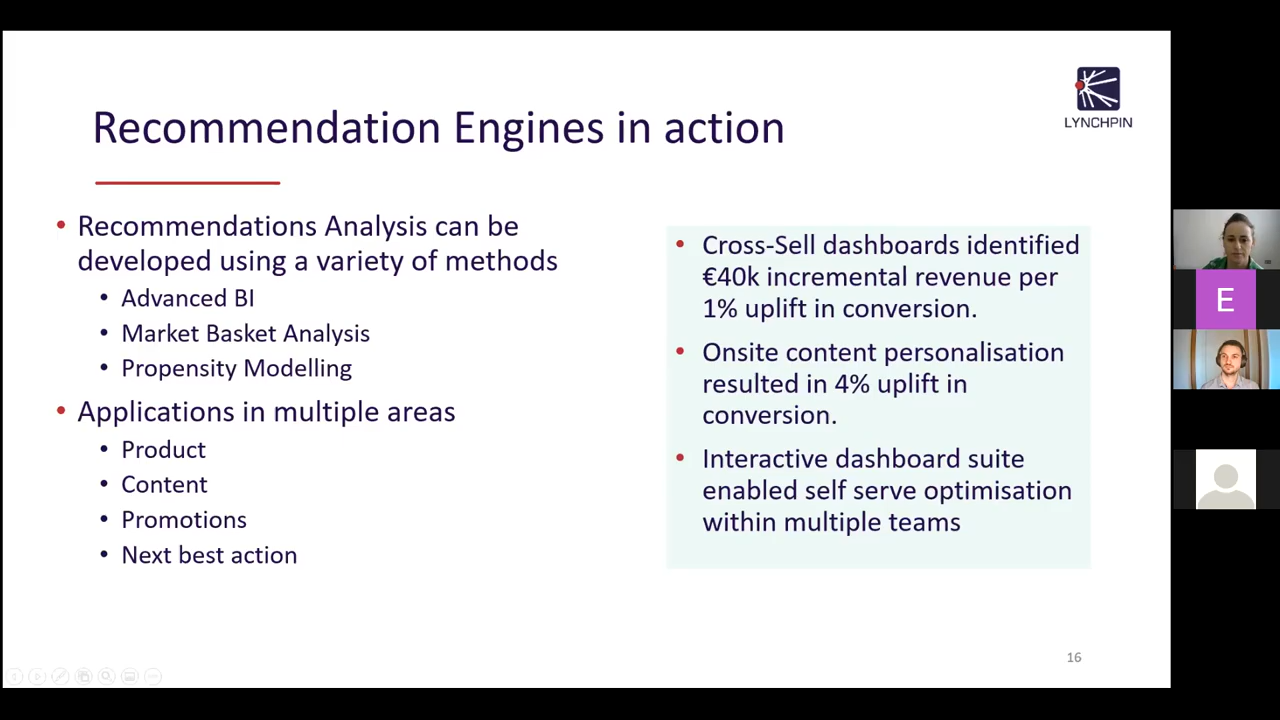 LYNCHPIN
Recommendation Engines in action
• Recommendations Analysis can be
developed using a variety of methods
• Advanced BI
• Market Basket Analysis
• Propensity Modelling
• Applications in multiple areas
• Product
• Content
• Promotions
• Next best action
• Cross-Sell dashboards identified
€40k incremental revenue per
1% uplift in conversion.
• Onsite content personalisation
resulted in 4% uplift in
conversion.
• Interactive dashboard suite
enabled self serve optimisation
within multiple teams
16
E